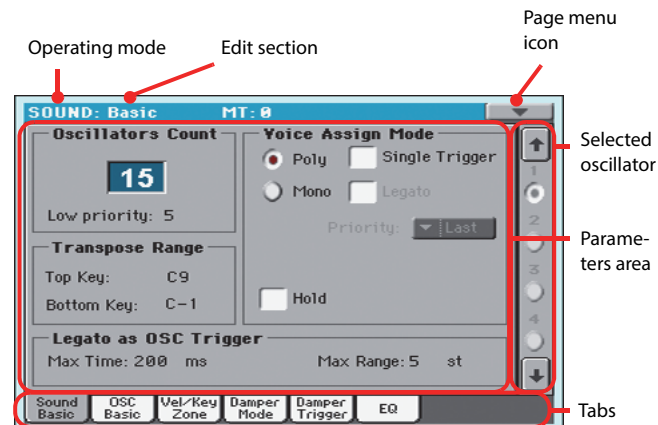 Page menu
icon
Operating mode
Edit section
SOUND: Basic MT: 0
Oscillators Count
15
Low priority: 5
Voice Assign Mode
Poly Single Trigger
Mono Legato
Priority: Last
Hold
Transpose Range
Top Key: C9
Bottom Key: C-1
Legato as OSC Trigger
Max Time: 200 ms Max Range: 5 st
1
2
3
4
Selected
oscillator
Parame-
ters area
Sound
Basic
OSC
Basic
Vel/Key
Zone
Damper
Mode
Damper
Trigger
EQ
Tabs